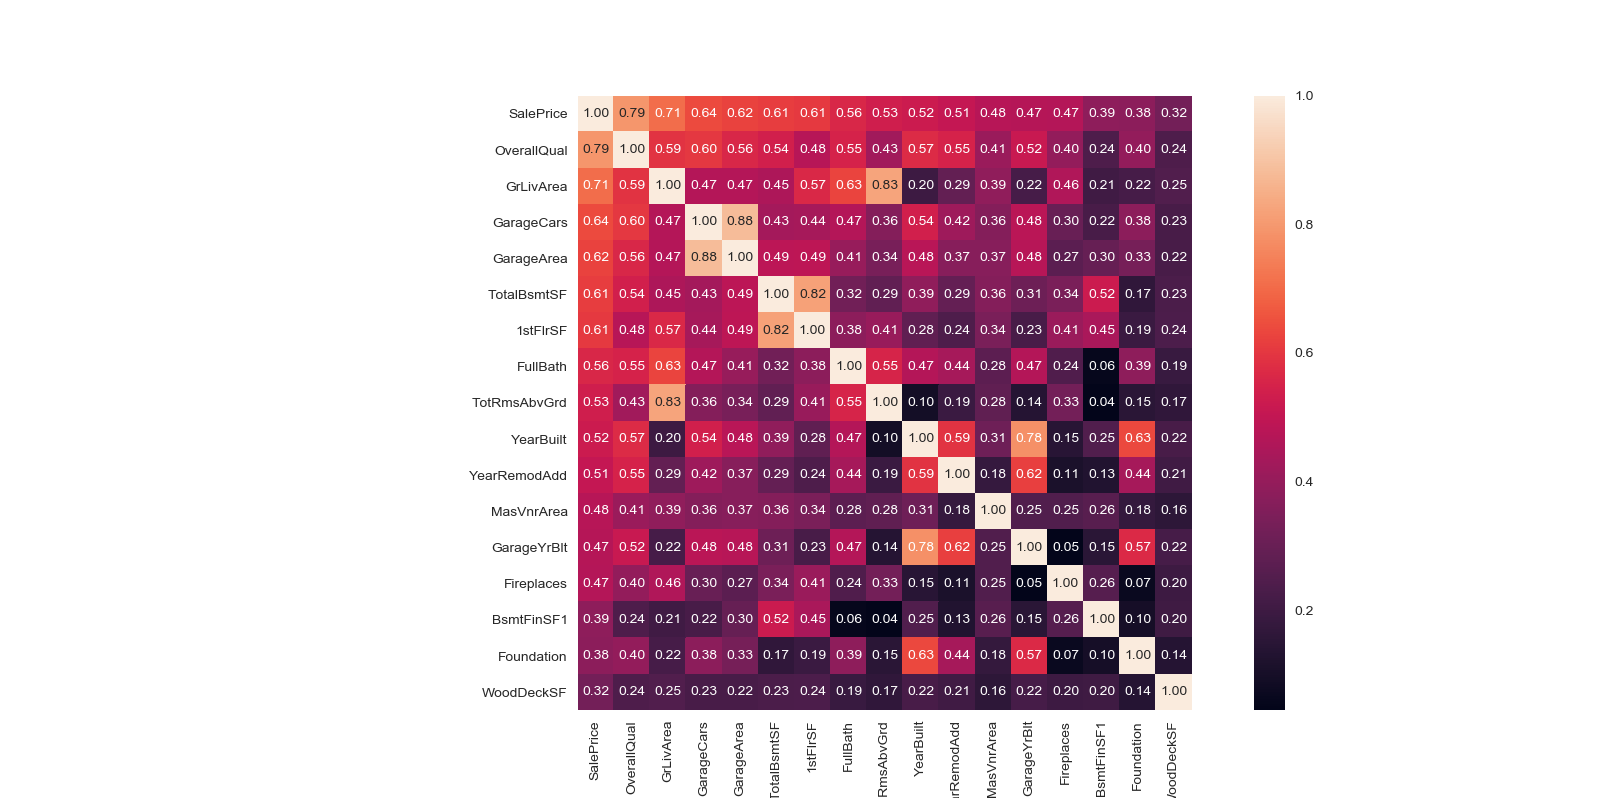 SalePrice 1.00 0.79 0.71 0.64 0.62 0.61 0.61 0.56 0.53 0.52 0.51 0.48 0.47 0.47 0.39 0.38 0.32
OverallQual 0.79 1.00 0.59 0.60 0.56 0.54 0.48 0.55 0.43 0.57 0.55 0.41 0.52 0.40 0.24 0.40 0.24
GrLivArea 0.71 0.59 1.00 0.47 0.47 0.45 0.57 0.63 0.83 0.20 0.29 0.39 0.22 0.46 0.21 0.22 0.25
GarageCars 0.64 0.60 0.47 1.00 0.88 0.43 0.44 0.47 0.36 0.54 0.42 0.36 0.48 0.30 0.22 0.38 0.23
GarageArea 0.62 0.56 0.47 0.88 1.00 0.49 0.49 0.41 0.34 0.48 0.37 0.37 0.48 0.27 0.30 0.33 0.22
TotalBsmtSF 0.61 0.54 0.45 0.43 0.49 1.00 0.82 0.32 0.29 0.39 0.29 0.36 0.31 0.34 0.52 0.17 0.23
1stFlrSF 0.61 0.48 0.57 0.44 0.49 0.82 1.00 0.38 0.41 0.28 0.24 0.34 0.23 0.41 0.45 0.19 0.24
FullBath 0.56 0.55 0.63 0.47 0.41 0.32 0.38 1.00 0.55 0.47 0.44 0.28 0.47 0.24 0.06 0.39 0.19
TotRmsAbvGrd 0.53 0.43 0.83 0.36 0.34 0.29 0.41 0.55 1.00 0.10 0.19 0.28 0.14 0.33 0.04 0.15 0.17
YearBuilt 0.52 0.57 0.20 0.54 0.48 0.39 0.28 0.47 0.10 1.00 0.59 0.31 0.78 0.15 0.25 0.63 0.22
YearRemodAdd 0.51 0.55 0.29 0.42 0.37 0.29 0.24 0.44 0.19 0.59 1.00 0.18 0.62 0.11 0.13 0.44 0.21
MasVnrArea 0.48 0.41 0.39 0.36 0.37 0.36 0.34 0.28 0.28 0.31 0.18 1.00 0.25 0.25 0.26 0.18 0.16
GarageYrBlt 0.47 0.52 0.22 0.48 0.48 0.31 0.23 0.47 0.14 0.78 0.62 0.25 1.00 0.05 0.15 0.57 0.22
Fireplaces 0.47 0.40 0.46 0.30 0.27 0.34 0.41 0.24 0.33 0.15 0.11 0.25 0.05 1.00 0.26 0.07 0.20
BsmtFinSF1 0.39 0.24 0.21 0.22 0.30 0.52 0.45 0.06 0.04 0.25 0.13 0.26 0.15 0.26 1.00 0.10 0.20
Foundation 0.38 0.40 0.22 0.38 0.33 0.17 0.19 0.39 0.15 0.63 0.44 0.18 0.57 0.07 0.10 1.00 0.14
WoodDeckSF 0.32 0.24 0.25 0.23 0.22 0.23 0.24 0.19 0.17 0.22 0.21 0.16 0.22 0.20 0.20 0.14 1.00
SalePrice
OverallQual
GrLivArea
GarageCars
GarageArea
TotalBsmtSF
1stFlrSF
FullBath
RmsAbvGrd
YearBuilt
arRemodAdd
MasVnrArea
GarageYrBlt
Fireplaces
BsmtFinSF1
Foundation
WoodDeckSF
1.0
0.8
0.6
0.4
0.2